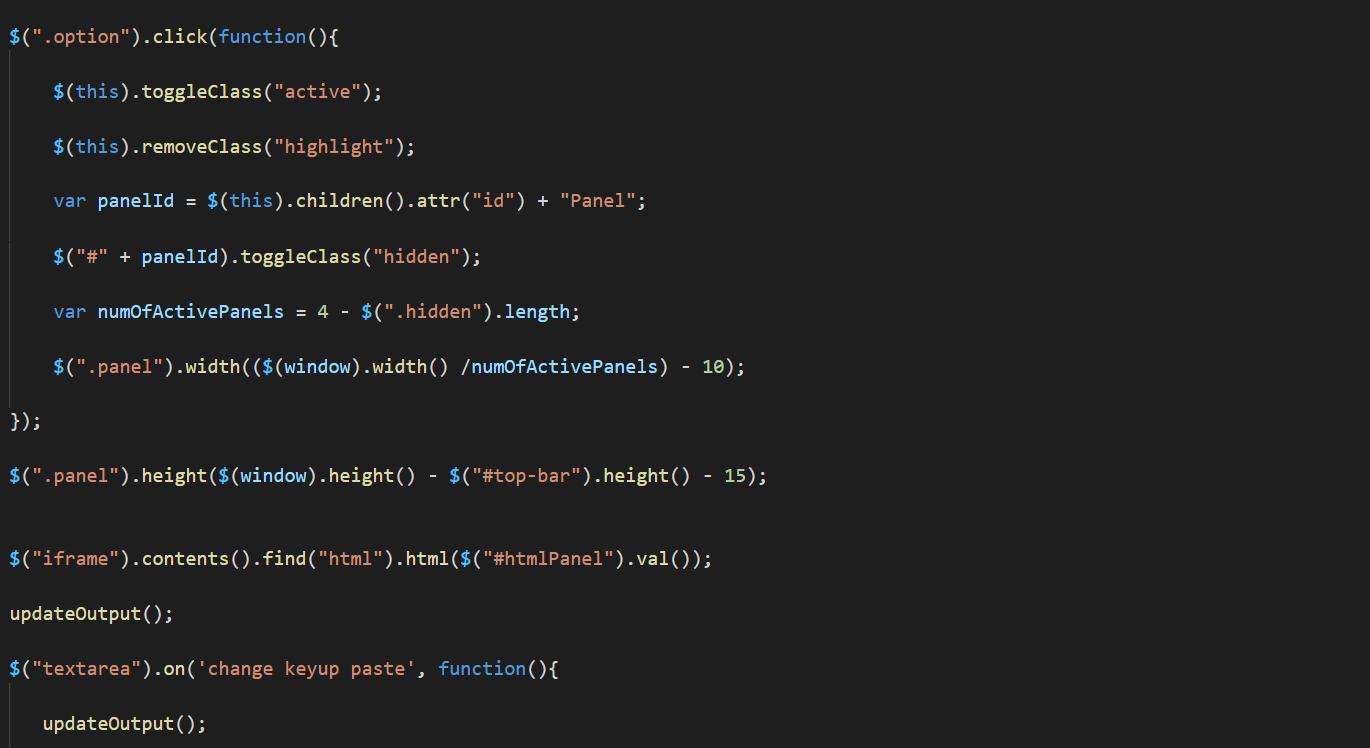 $(".option").click(function(){
$(this).toggleClass("active");
$(this).removeClass("highlight");
var panelId = $(this).children().attr("id") + "Panel";
$("#" + panelId).toggleClass("hidden");
var numOfActivePanels = 4 - $(".hidden").length;
$(".panel").width(($(window).width() /numOfActivePanels) - 10);
});
$(".panel").height($(window).height() - $("#top-bar").height() - 15);
$("iframe").contents().find("html").html($("#htmlPanel").val());
updateOutput();
$("textarea").on('change keyup paste', function(){
updateOutput();